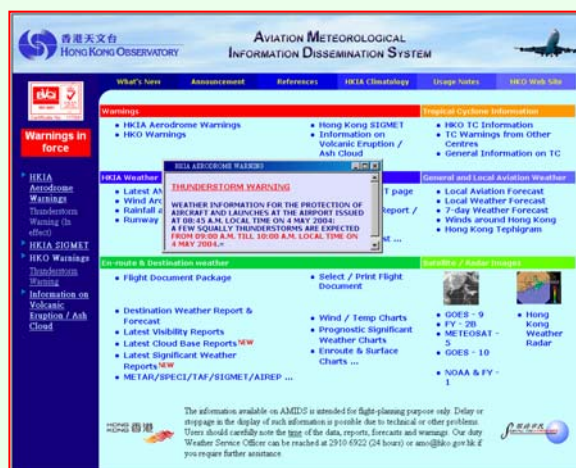 香港天文台
HONG KONG OBSERVATORY
AVIATION METEOROLOGICAL
INFORMATION DISSEMINATION SYSTEM
What's New
Announcement
References
HKIA Climatology
Usage Notes
HKO Web Site
Warnings in
force
HKIA
Aerodrome
Warnings
Thunderstorm
Warning (In
effect)
HKIA SIGMET
HKO Warnings
Thunderstorm
Warning
Information on
Volcanic
Eruption / Ash
Cloud
Warnings
HKIA Aerodrome Warnings
HKO Warnings
Hong Kong SIGMET
Information on
Volcanic Eruption /
Ash Cloud
Tropical Cyclone Information
HKO TC Information
TC Warnings from Other
Centres
General Information on TC
HKIA Weather
Latest
Wind
Rainfall
Runway
T page
Report /
HKIA AERODROME WARNING
THUNDERSTORM WARNING
WEATHER INFORMATION FOR THE PROTECTION OF
AIRCRAFT AND LAUNCHES AT THE AIRPORT ISSUED
AT 08:45 A.M. LOCAL TIME ON 4 MAY 2004:
A FEW SQUALLY THUNDERSTORMS ARE EXPECTED
FROM 09:00 A.M. TILL 10:00 A.M. LOCAL TIME ON
4 MAY 2004.=
General and Local Aviation Weather
Local Aviation Forecast
Local Weather Forecast
7-day Weather Forecast
Winds around Hong Kong
Hong Kong Tephigram
En-route & Destination weather
Flight Document Package
Select / Print Flight
Document
Destination Weather Report &
Forecast
Latest Visibility Reports
Latest Cloud Base Reports NEW
Latest Significant Weather
Reports NEW
METAR/SPECI/TAF/SIGMET/AIREP ...
Wind / Temp Charts
Prognostic Significant
Weather Charts
Enroute & Surface
Charts ...
Satellite / Radar Images
GOES - 9
FY - 2B
METEOSAT -
5
GOES - 10
NOAA & FY -
1
Hong
Kong
Weather
Radar
HONG
KONG 香港
The information available on AMIDS is intended for flight-planning purpose only. Delay or
stoppage in the display of such information is possible due to technical or other problems.
Users should carefully note the time of the data, reports, forecasts and warnings. Our duty
Weather Service Officer can be reached at 2910 6922 (24 hours) or amo@hko.gov.hk if
you require further assistance.